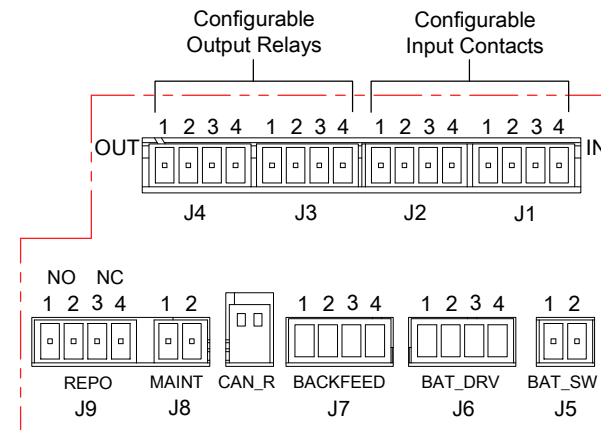 Configurable Output Relays
Configurable Input Contacts
1 2 3 4 1 2 3 4 1 2 3 4 1 2 3 4
OUT IN
J4 J3 J2 J1
NO NC
1 2 3 4 1 2 1 2 3 4 1 2 3 4 1 2
REPO MAINT CAN_R BACKFEED BAT_DRV BAT_SW
J9 J8 J7 J6 J5